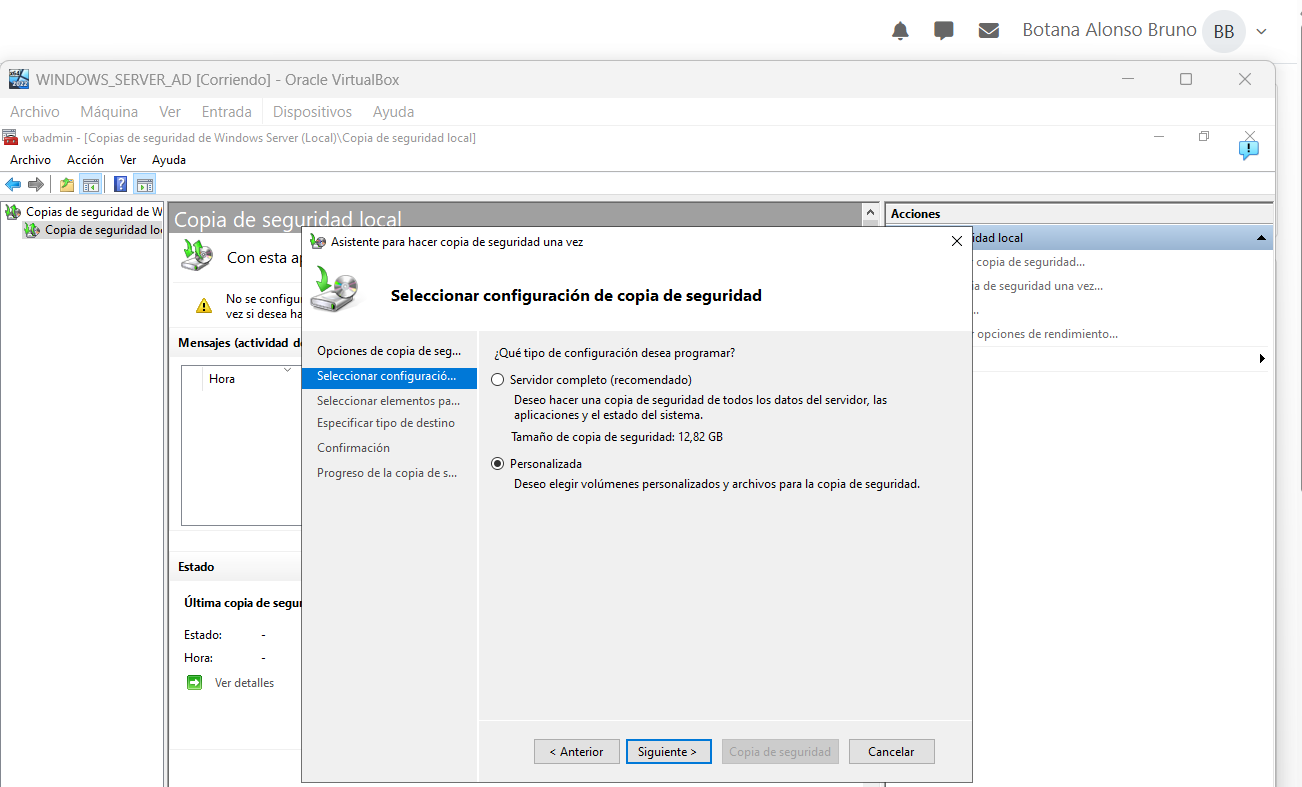 Botana Alonso Bruno BB
WINDOWS_SERVER_AD [Corriendo] - Oracle VirtualBox
Archivo Máquina Ver Entrada Dispositivos Ayuda
wbadmin - [Copias de seguridad de Windows Server (Local)\Copia de seguridad local]
Archivo Acción Ver Ayuda
Copias de seguridad de W
Copia de seguridad lo
Copia de seguridad local
Con esta ap
No se configu
vez si desea ha
Mensajes (actividad d
Hora
Estado
Última copia de segu
Estado: -
Hora: -
Ver detalles
Asistente para hacer copia de seguridad una vez
Seleccionar configuración de copia de seguridad
Opciones de copia de seg...
Seleccionar configuració...
Seleccionar elementos pa...
Especificar tipo de destino
Confirmación
Progreso de la copia de s...
¿Qué tipo de configuración desea programar?
Servidor completo (recomendado)
Deseo hacer una copia de seguridad de todos los datos del servidor, las
aplicaciones y el estado del sistema.
Tamaño de copia de seguridad: 12,82 GB
Personalizada
Deseo elegir volúmenes personalizados y archivos para la copia de seguridad.
< Anterior
Siguiente >
Copia de seguridad
Cancelar
Acciones
idad local
copia de seguridad...
a de seguridad una vez...
...
opciones de rendimiento...